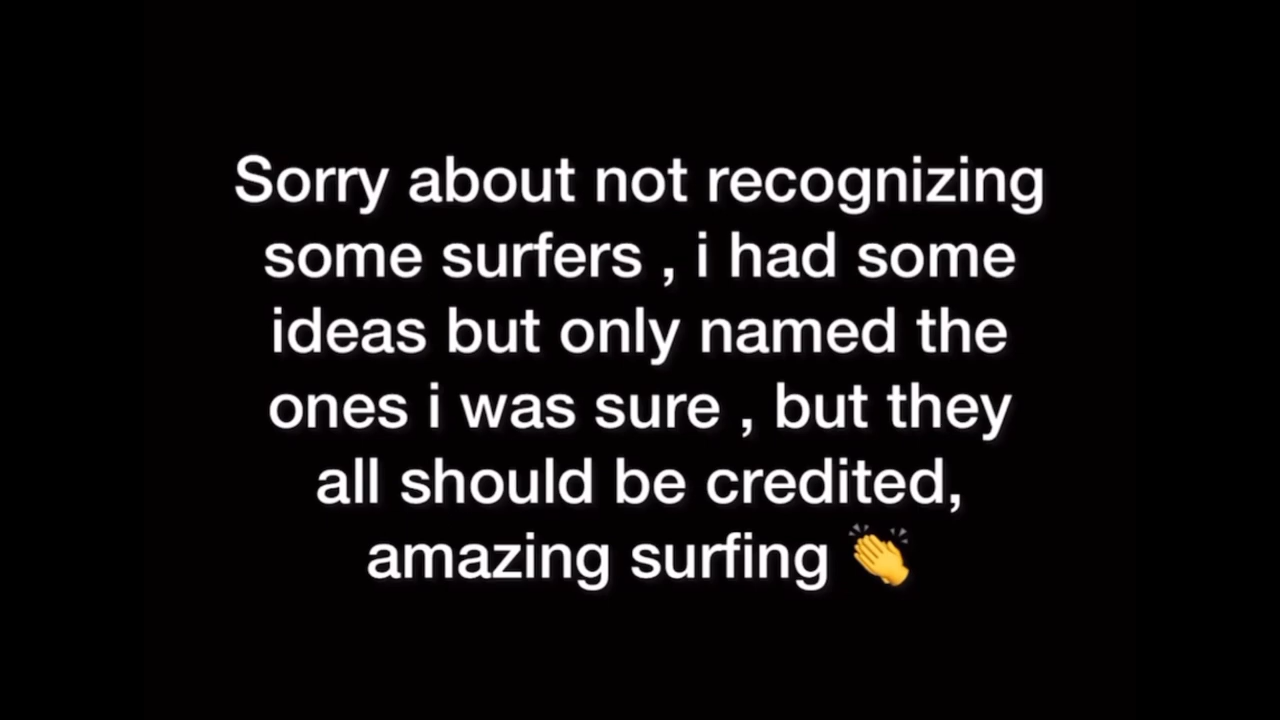 Sorry about not recognizing
some surfers , i had some
ideas but only named the
ones i was sure , but they
all should be credited,
amazing surfing 👏